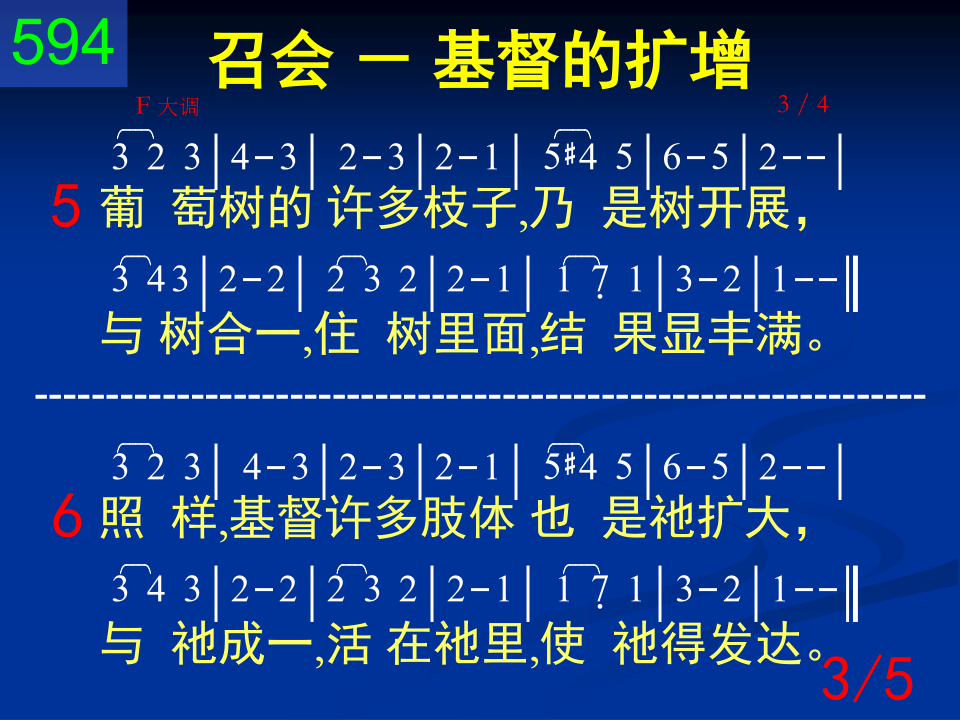 594
召会 － 基督的扩增
F 大调 3 / 4
3 2 3|4-3| 2-3|2-1| 5#4 5|6-5|2--|
5 葡 萄树的 许多枝子,乃 是树开展，
3 43|2-2| 2 3 2|2-1| 1 7̣ 1|3-2|1--‖
与 树合一,住 树里面,结 果显丰满。
---------------------------------------------------------------
3 2 3| 4-3|2-3|2-1| 5#4 5|6-5|2--|
6 照 样,基督许多肢体 也 是祂扩大，
3 4 3|2-2|2 3 2|2-1| 1 7̣ 1|3-2|1--‖
与 祂成一,活 在祂里,使 祂得发达。
3/5